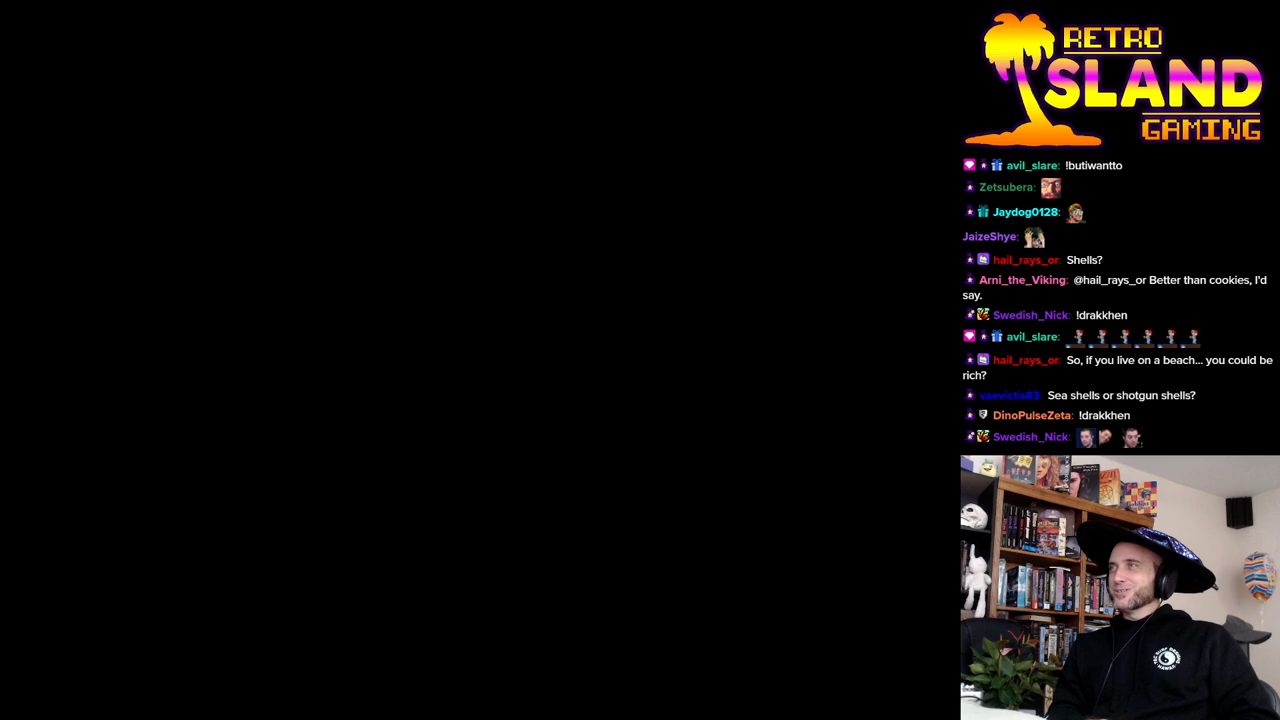 RETRO
ISLAND
GAMING
avil_slare: !butiwantto
Zetsubera:
Jaydog0128:
JaizeShye:
hail_rays_or: Shells?
Arni_the_Viking: @hail_rays_or Better than cookies, I'd
say.
Swedish_Nick: !drakkhen
avil_slare:
hail_rays_or: So, if you live on a beach... you could be
rich?
vaevictis83 Sea shells or shotgun shells?
DinoPulseZeta: !drakkhen
Swedish_Nick: